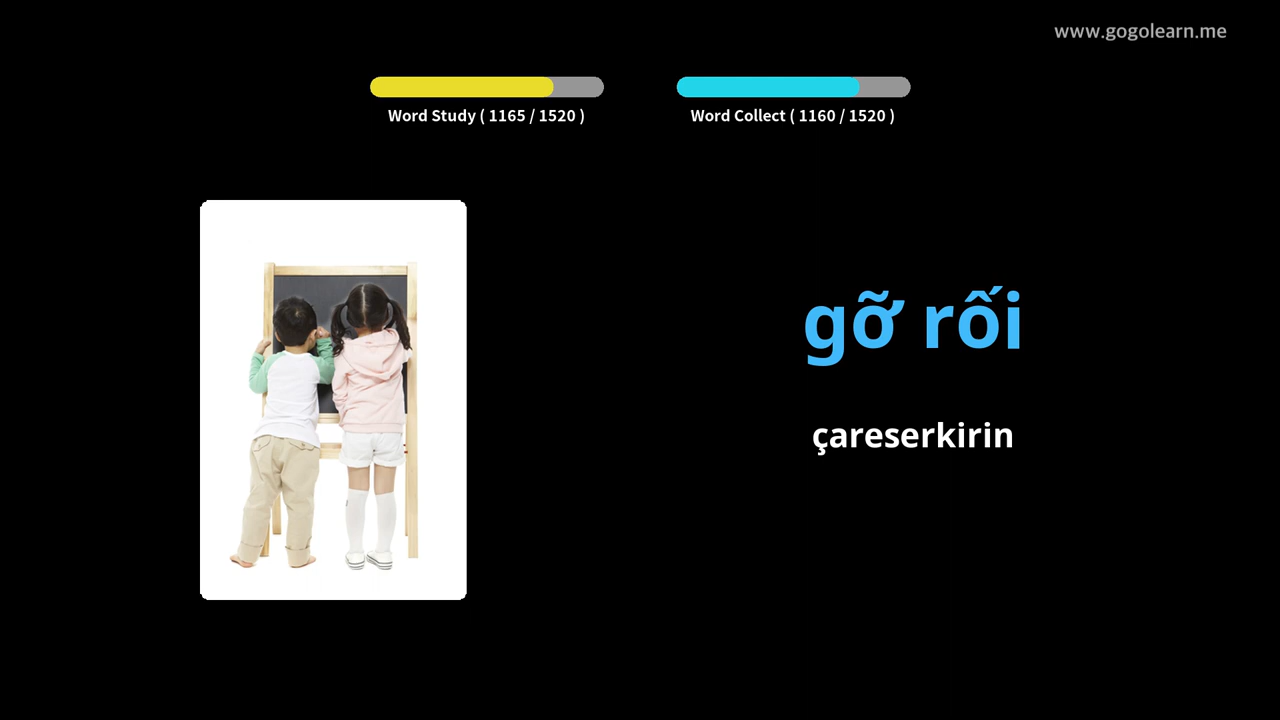 www.gogolearn.me
Word Study ( 1165 / 1520 )
Word Collect ( 1160 / 1520 )
gỡ rối
çareserkirin